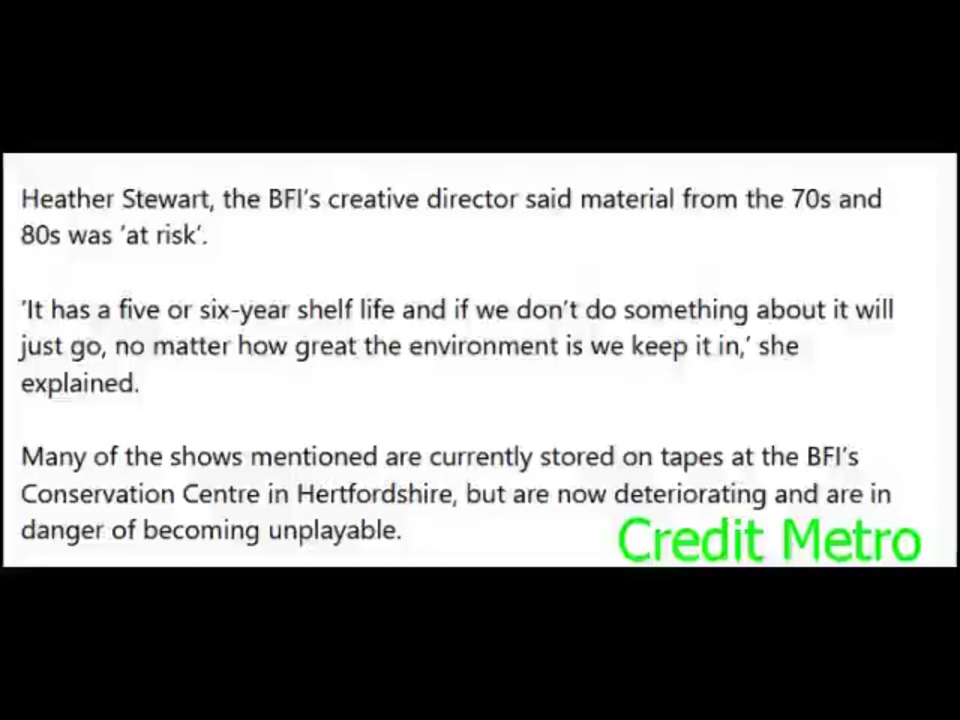 Heather Stewart, the BFI’s creative director said material from the 70s and
80s was ‘at risk’.
‘It has a five or six-year shelf life and if we don’t do something about it will
just go, no matter how great the environment is we keep it in,’ she
explained.
Many of the shows mentioned are currently stored on tapes at the BFI’s
Conservation Centre in Hertfordshire, but are now deteriorating and are in
danger of becoming unplayable.
Credit Metro